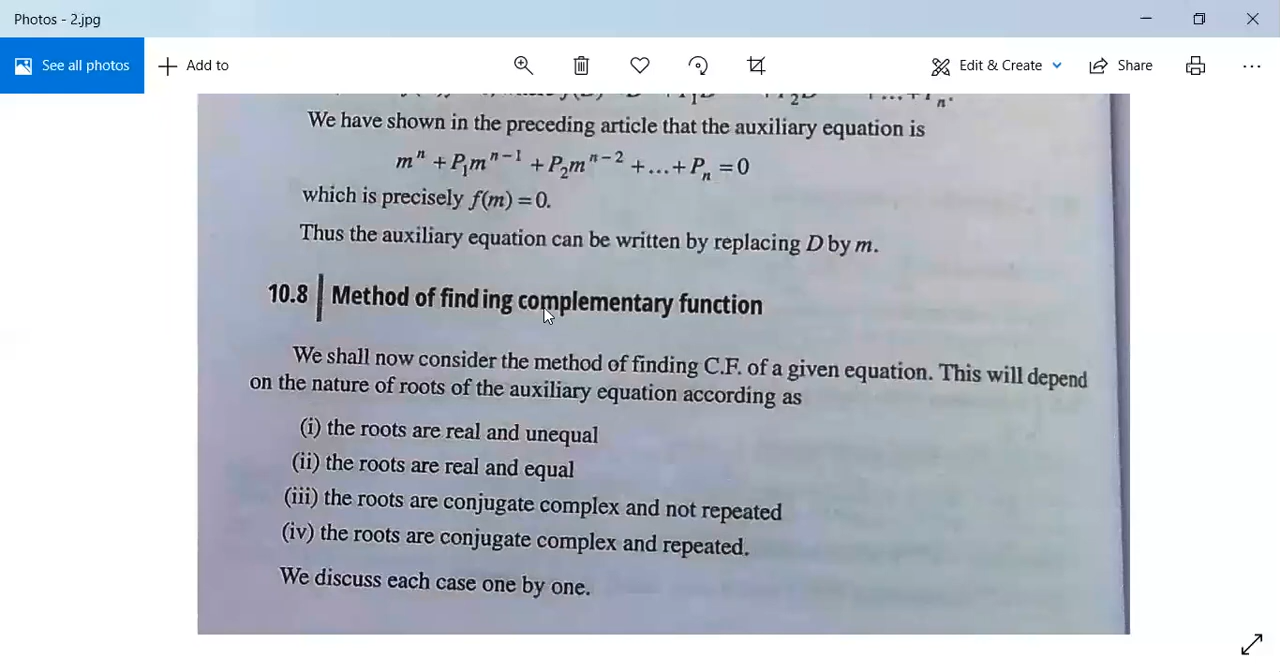 Photos - 2.jpg
See all photos
Add to
Edit & Create
Share
We have shown in the preceding article that the auxiliary equation is
mⁿ + P₁mⁿ⁻¹ + P₂mⁿ⁻² + ... + Pₙ = 0
which is precisely f(m) = 0.
Thus the auxiliary equation can be written by replacing D by m.
10.8 Method of finding complementary function
We shall now consider the method of finding C.F. of a given equation. This will depend
on the nature of roots of the auxiliary equation according as
(i) the roots are real and unequal
(ii) the roots are real and equal
(iii) the roots are conjugate complex and not repeated
(iv) the roots are conjugate complex and repeated.
We discuss each case one by one.